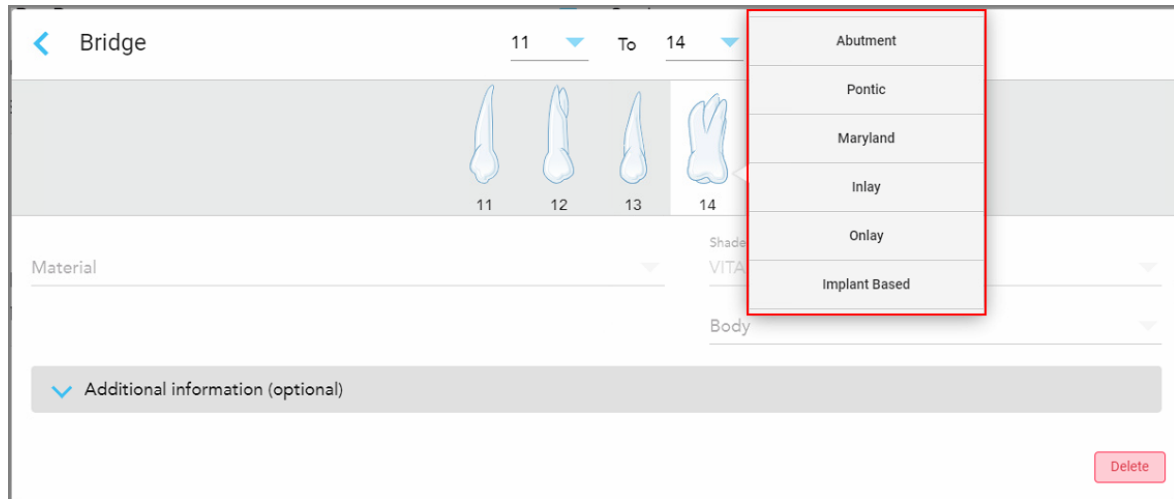 Bridge
11 To 14
11 12 13 14
Abutment
Pontic
Maryland
Inlay
Onlay
Implant Based
Material
Shade
VITA
Body
Additional information (optional)
Delete